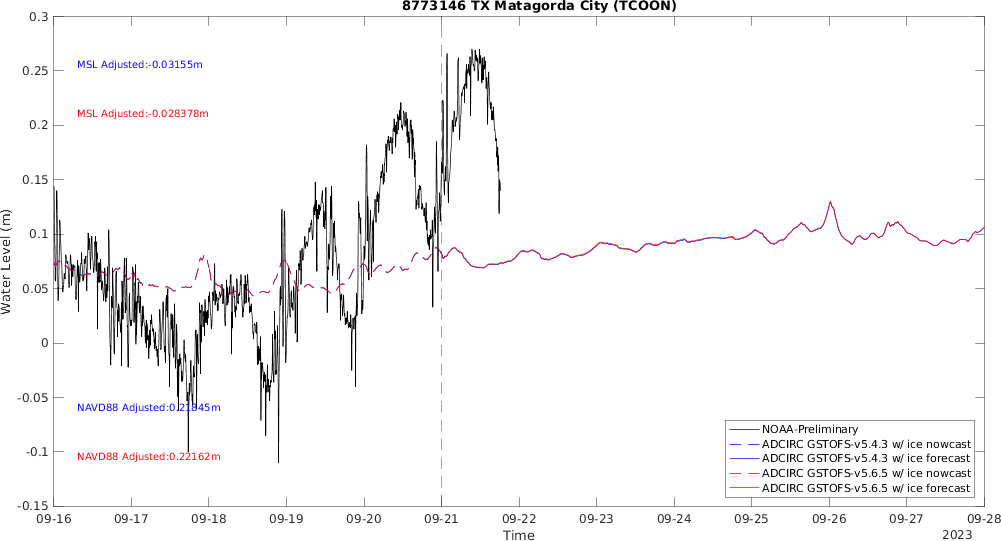 8773146 TX Matagorda City (TCOON)
0.3
0.25
0.2
0.15
0.1
0.05
0
-0.05
-0.1
-0.15
Water Level (m)
MSL Adjusted:-0.03155m
MSL Adjusted:-0.028378m
NAVD88 Adjusted:0.21845m
NAVD88 Adjusted:0.22162m
NOAA-Preliminary
ADCIRC GSTOFS-v5.4.3 w/ ice nowcast
ADCIRC GSTOFS-v5.4.3 w/ ice forecast
ADCIRC GSTOFS-v5.6.5 w/ ice nowcast
ADCIRC GSTOFS-v5.6.5 w/ ice forecast
09-16 09-17 09-18 09-19 09-20 09-21 09-22 09-23 09-24 09-25 09-26 09-27 09-28
Time
2023